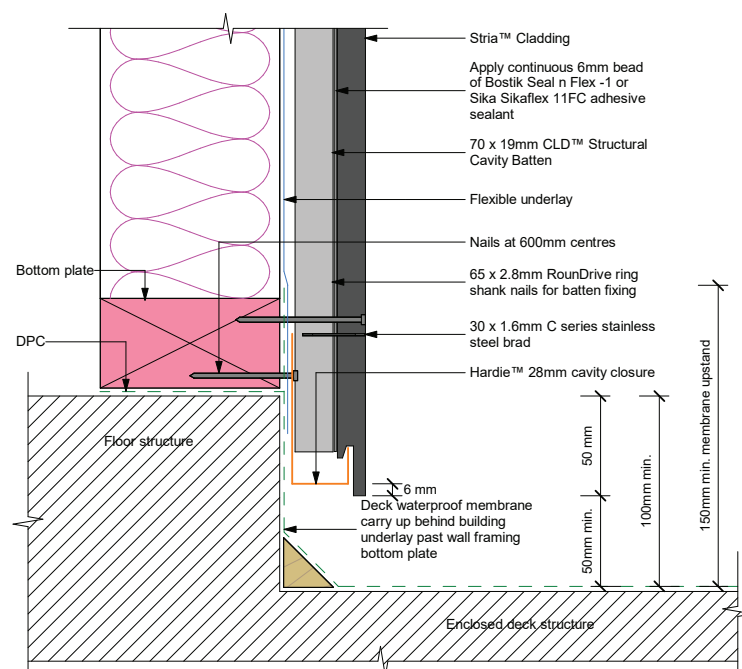 Stria™ Cladding
Apply continuous 6mm bead
of Bostik Seal n Flex -1 or
Sika Sikaflex 11FC adhesive
sealant
70 x 19mm CLD™ Structural
Cavity Batten
Flexible underlay
Nails at 600mm centres
Bottom plate
65 x 2.8mm RounDrive ring
shank nails for batten fixing
DPC
30 x 1.6mm C series stainless
steel brad
Hardie™ 28mm cavity closure
Floor structure
6 mm
Deck waterproof membrane
carry up behind building
underlay past wall framing
bottom plate
50 mm
50mm min.
100mm min.
150mm min. membrane upstand
Enclosed deck structure